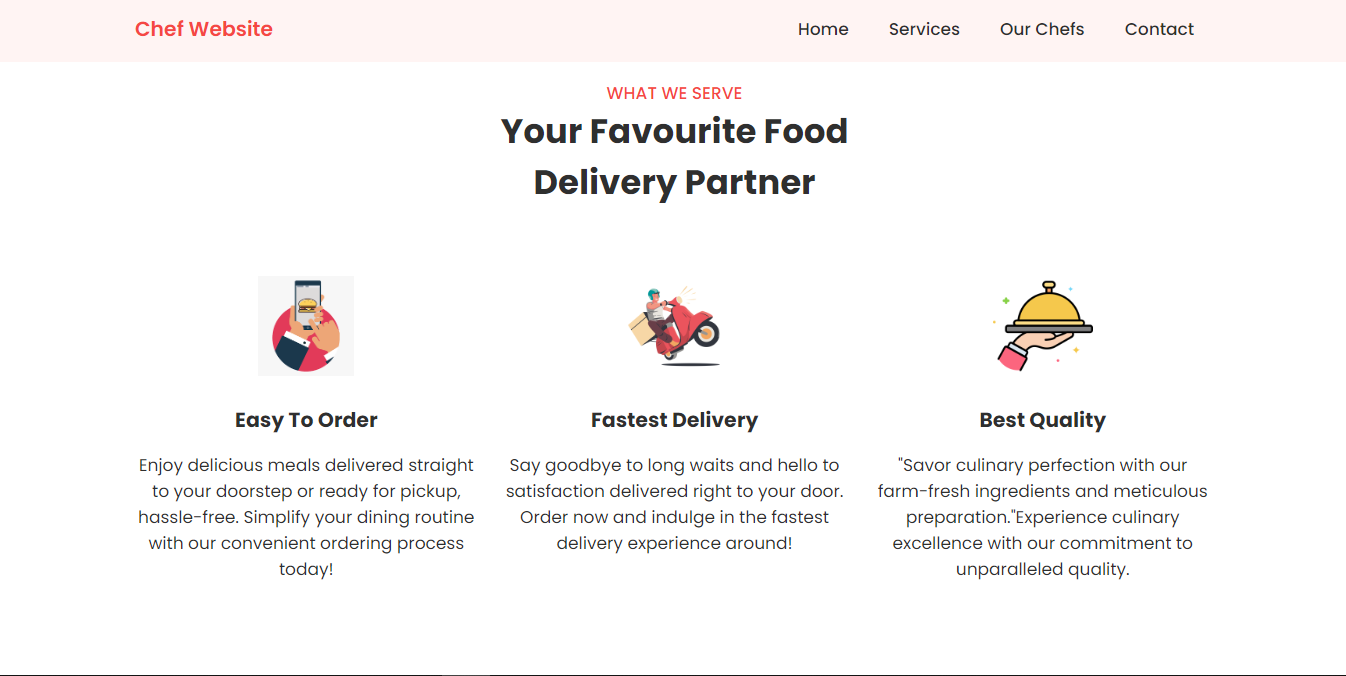 Chef Website
Home Services Our Chefs Contact
WHAT WE SERVE
Your Favourite Food
Delivery Partner
Easy To Order
Enjoy delicious meals delivered straight
to your doorstep or ready for pickup,
hassle-free. Simplify your dining routine
with our convenient ordering process
today!
Fastest Delivery
Say goodbye to long waits and hello to
satisfaction delivered right to your door.
Order now and indulge in the fastest
delivery experience around!
Best Quality
"Savor culinary perfection with our
farm-fresh ingredients and meticulous
preparation."Experience culinary
excellence with our commitment to
unparalleled quality.